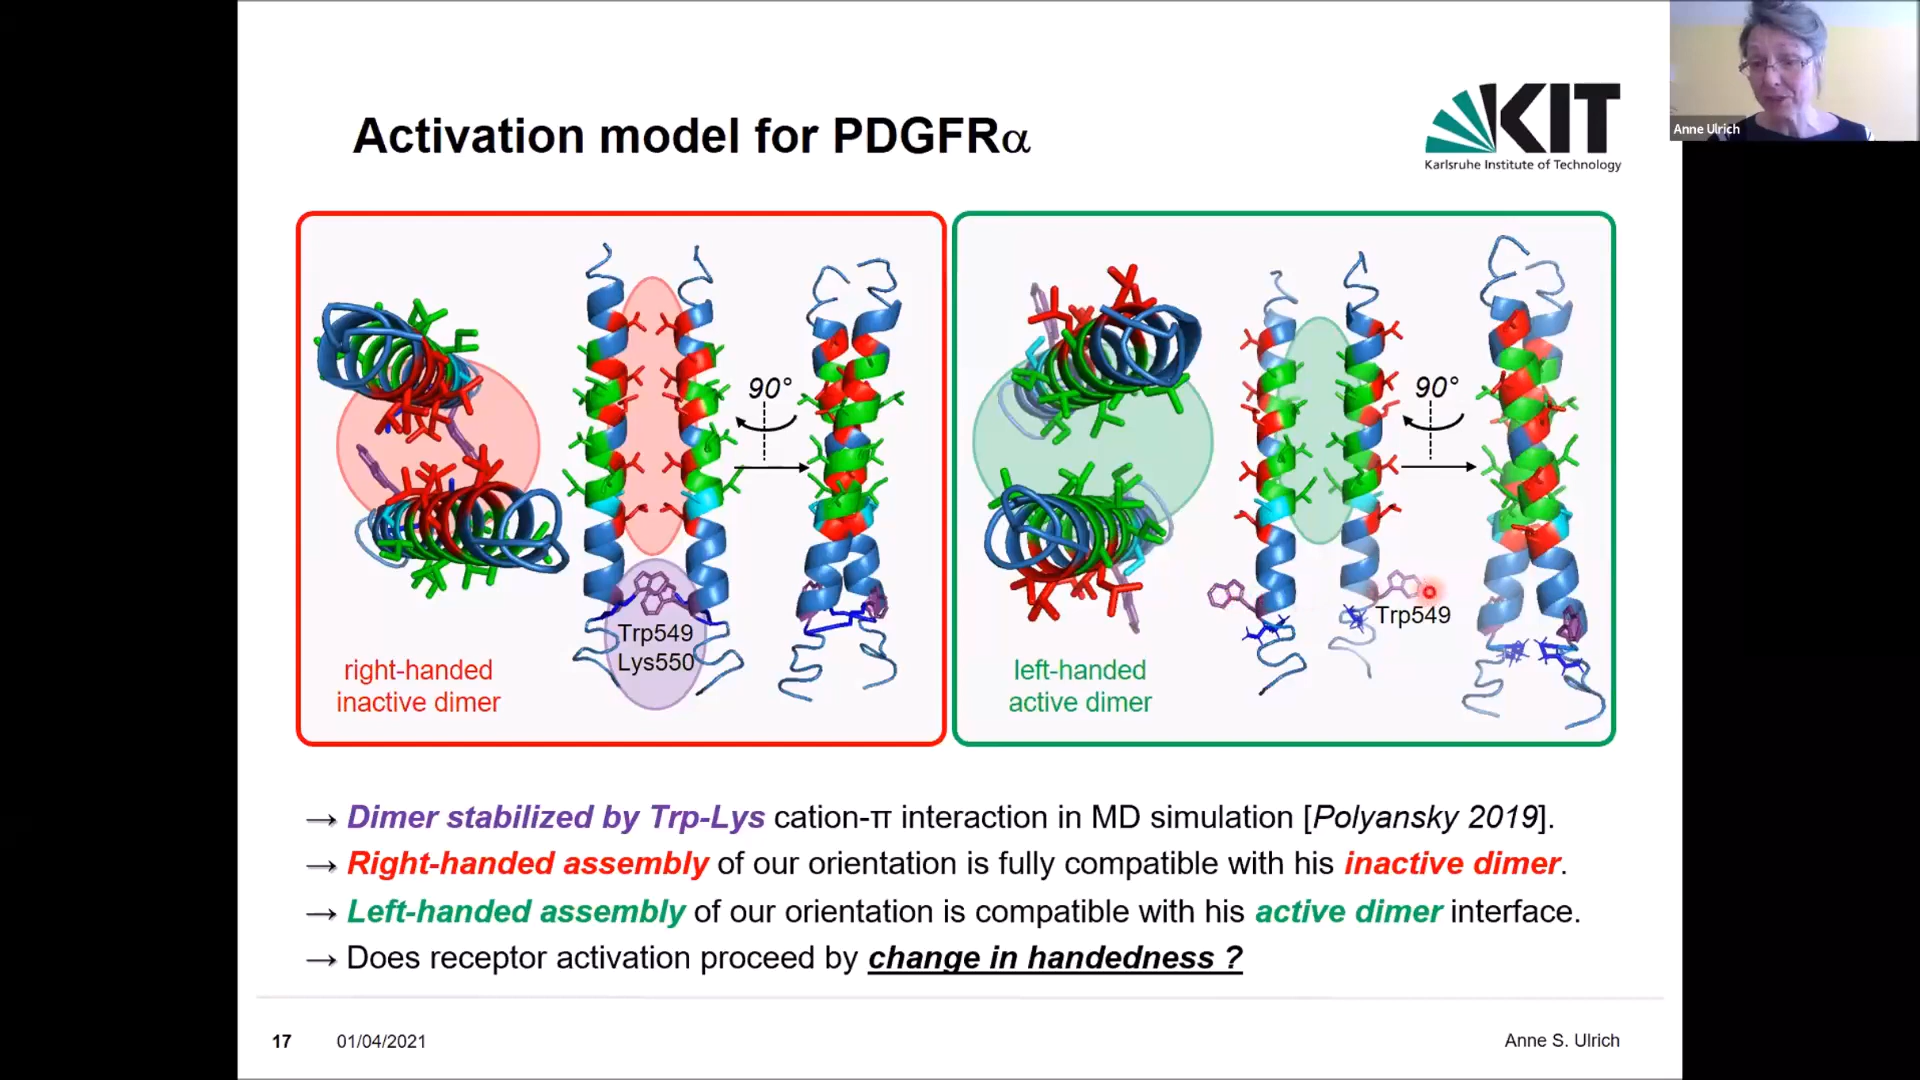 Activation model for PDGFRα
KIT
Karlsruhe Institute of Technology
Anne Ulrich
90°
Trp549
Lys550
right-handed
inactive dimer
90°
Trp549
left-handed
active dimer
→ Dimer stabilized by Trp-Lys cation-π interaction in MD simulation [Polyansky 2019].
→ Right-handed assembly of our orientation is fully compatible with his inactive dimer.
→ Left-handed assembly of our orientation is compatible with his active dimer interface.
→ Does receptor activation proceed by change in handedness ?
17
01/04/2021
Anne S. Ulrich